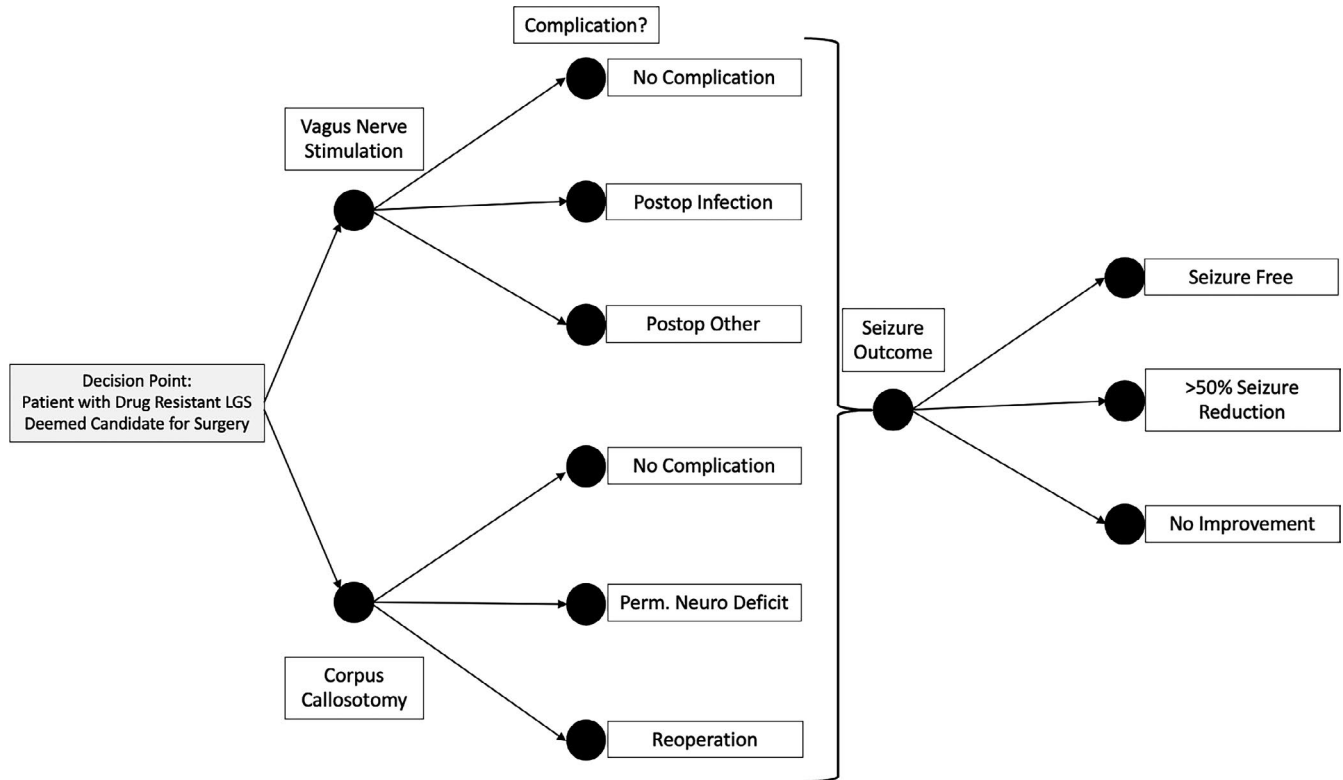 Complication?
No Complication
Vagus Nerve
Stimulation
Postop Infection
Postop Other
Decision Point:
Patient with Drug Resistant LGS
Deemed Candidate for Surgery
No Complication
Perm. Neuro Deficit
Corpus
Callosotomy
Reoperation
Seizure
Outcome
Seizure Free
>50% Seizure
Reduction
No Improvement